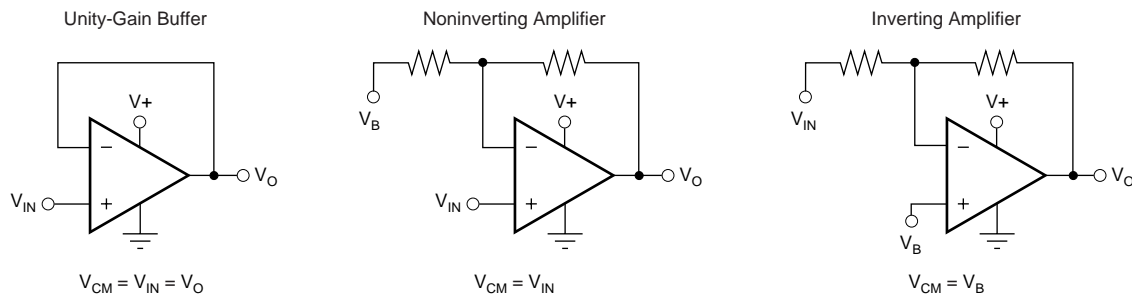 Unity-Gain Buffer
V+
−
V_IN
+
V_O
V_CM = V_IN = V_O
Noninverting Amplifier
V_B
V+
−
V_IN
+
V_O
V_CM = V_IN
Inverting Amplifier
V_IN
V+
−
+
V_B
V_O
V_CM = V_B